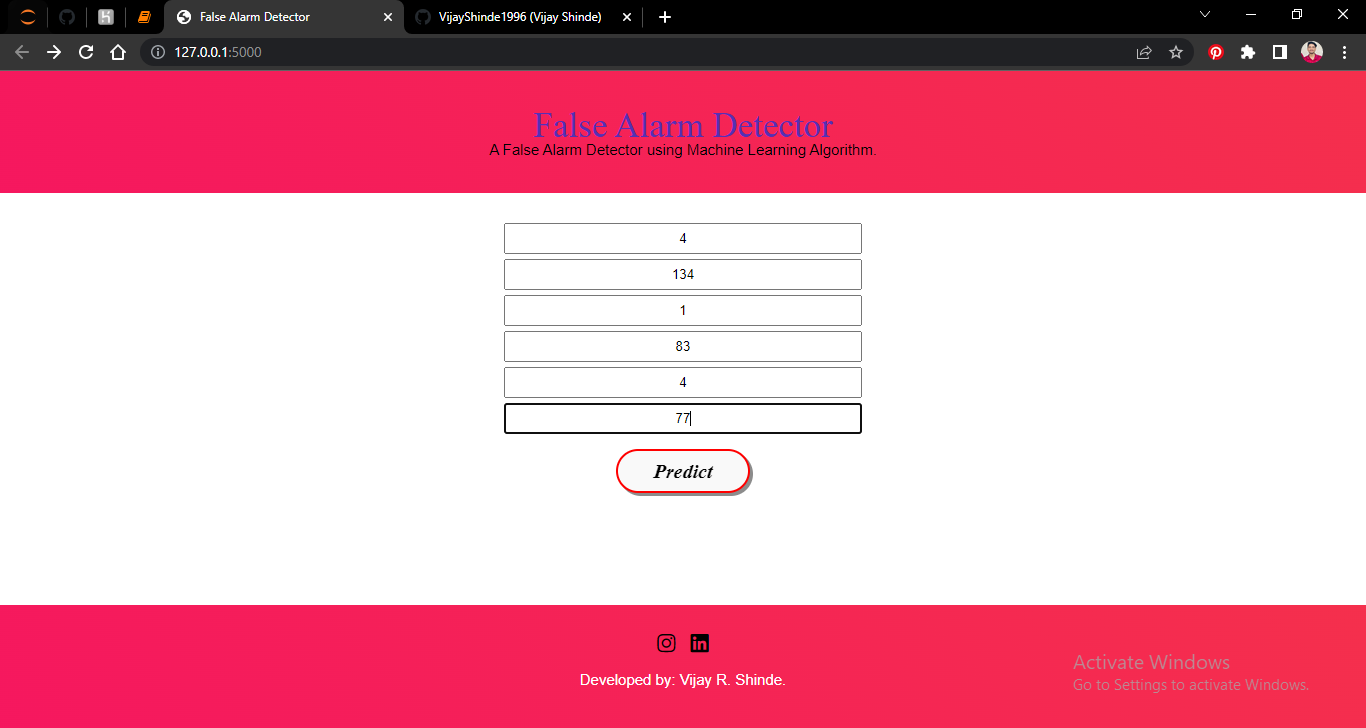 False Alarm Detector
VijayShinde1996 (Vijay Shinde)
127.0.0.1:5000
False Alarm Detector
A False Alarm Detector using Machine Learning Algorithm.
4
134
1
83
4
77
Predict
Developed by: Vijay R. Shinde.
Activate Windows
Go to Settings to activate Windows.